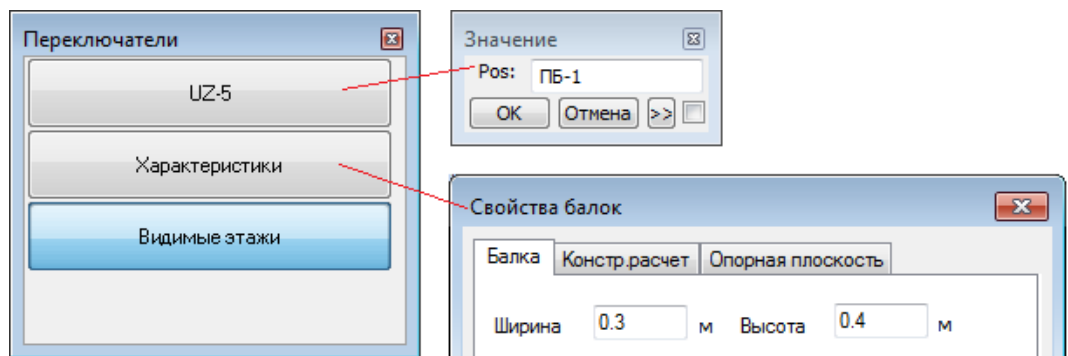 Переключатели
UZ-5
Характеристики
Видимые этажи
Значение
Pos: ПБ-1
OK Отмена >>
Свойства балок
Балка Констр.расчет Опорная плоскость
Ширина 0.3 м Высота 0.4 м